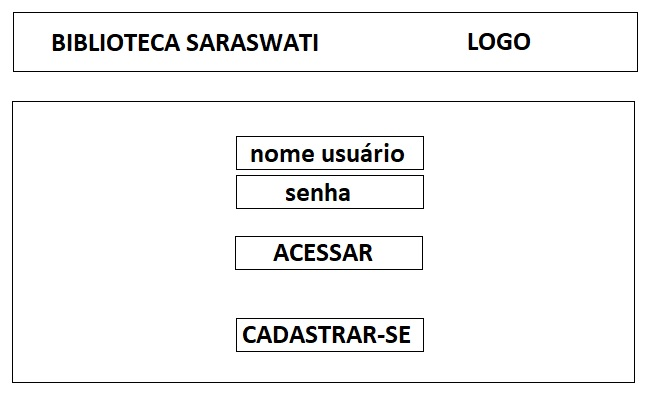 BIBLIOTECA SARASWATI LOGO
nome usuário
senha
ACESSAR
CADASTRAR-SE